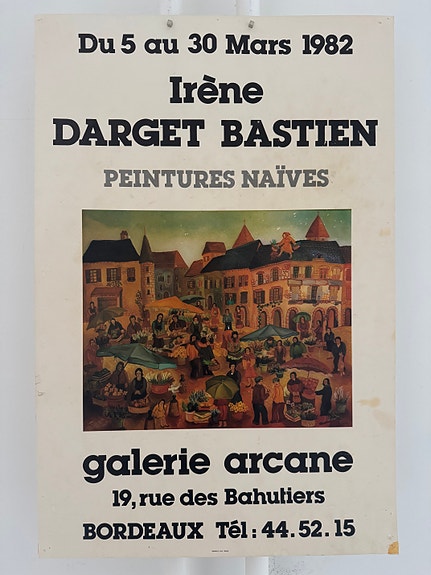 Du 5 au 30 Mars 1982
Irène
DARGET BASTIEN
PEINTURES NAÏVES
galerie arcane
19, rue des Bahutiers
BORDEAUX Tél : 44.52.15